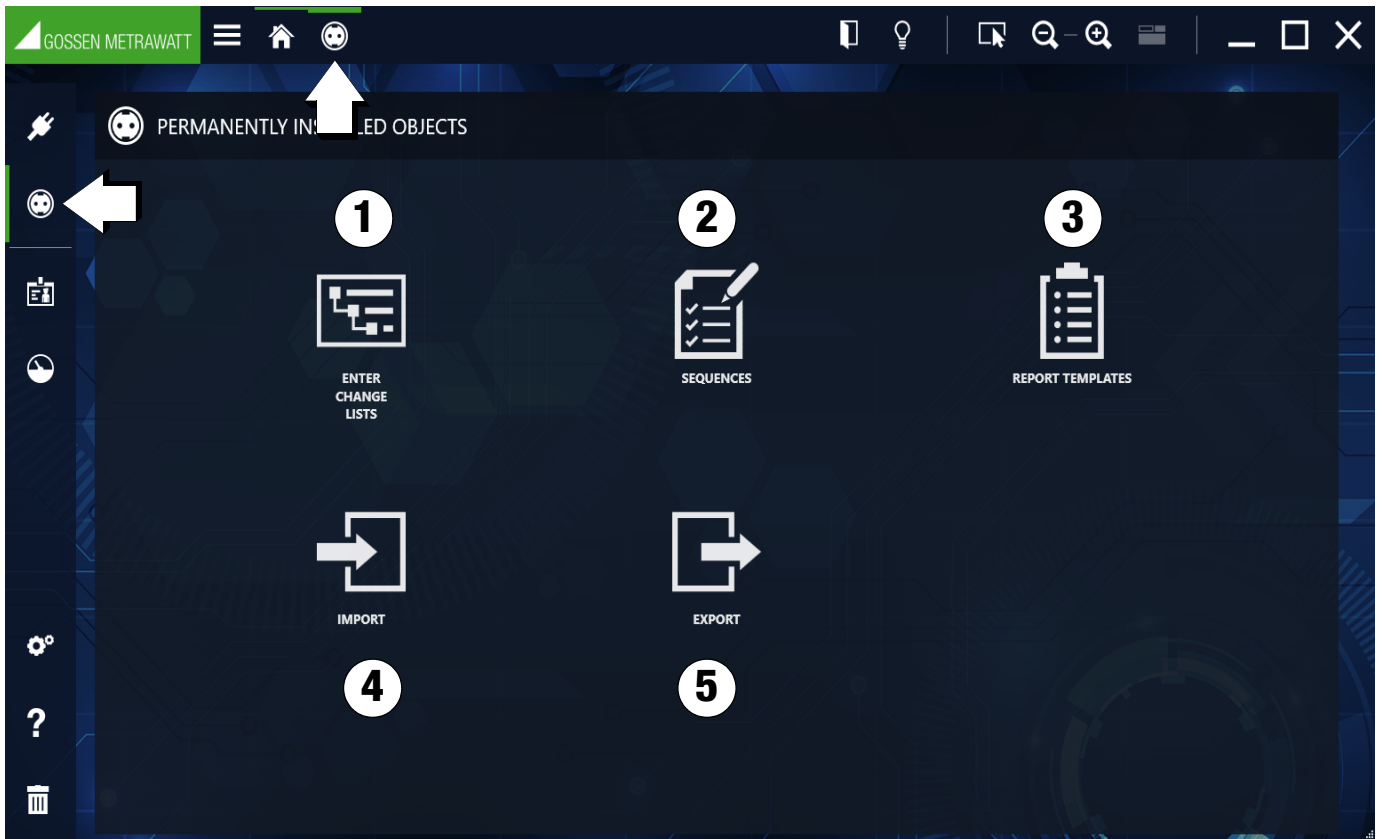 GOSSEN METRAWATT
PERMANENTLY INS LED OBJECTS
1
2
3
ENTER
CHANGE
LISTS
SEQUENCES
REPORT TEMPLATES
IMPORT
EXPORT
4
5
?